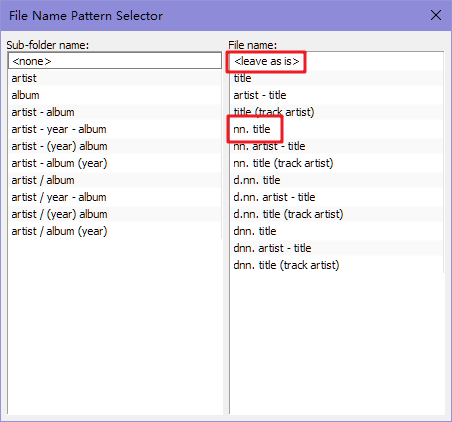 File Name Pattern Selector
Sub-folder name:
<none>
artist
album
artist - album
artist - year - album
artist - (year) album
artist - album (year)
artist / album
artist / year - album
artist / (year) album
artist / album (year)
File name:
<leave as is>
title
artist - title
title (track artist)
nn. title
nn. artist - title
nn. title (track artist)
d.nn. title
d.nn. artist - title
d.nn. title (track artist)
dnn. title
dnn. artist - title
dnn. title (track artist)